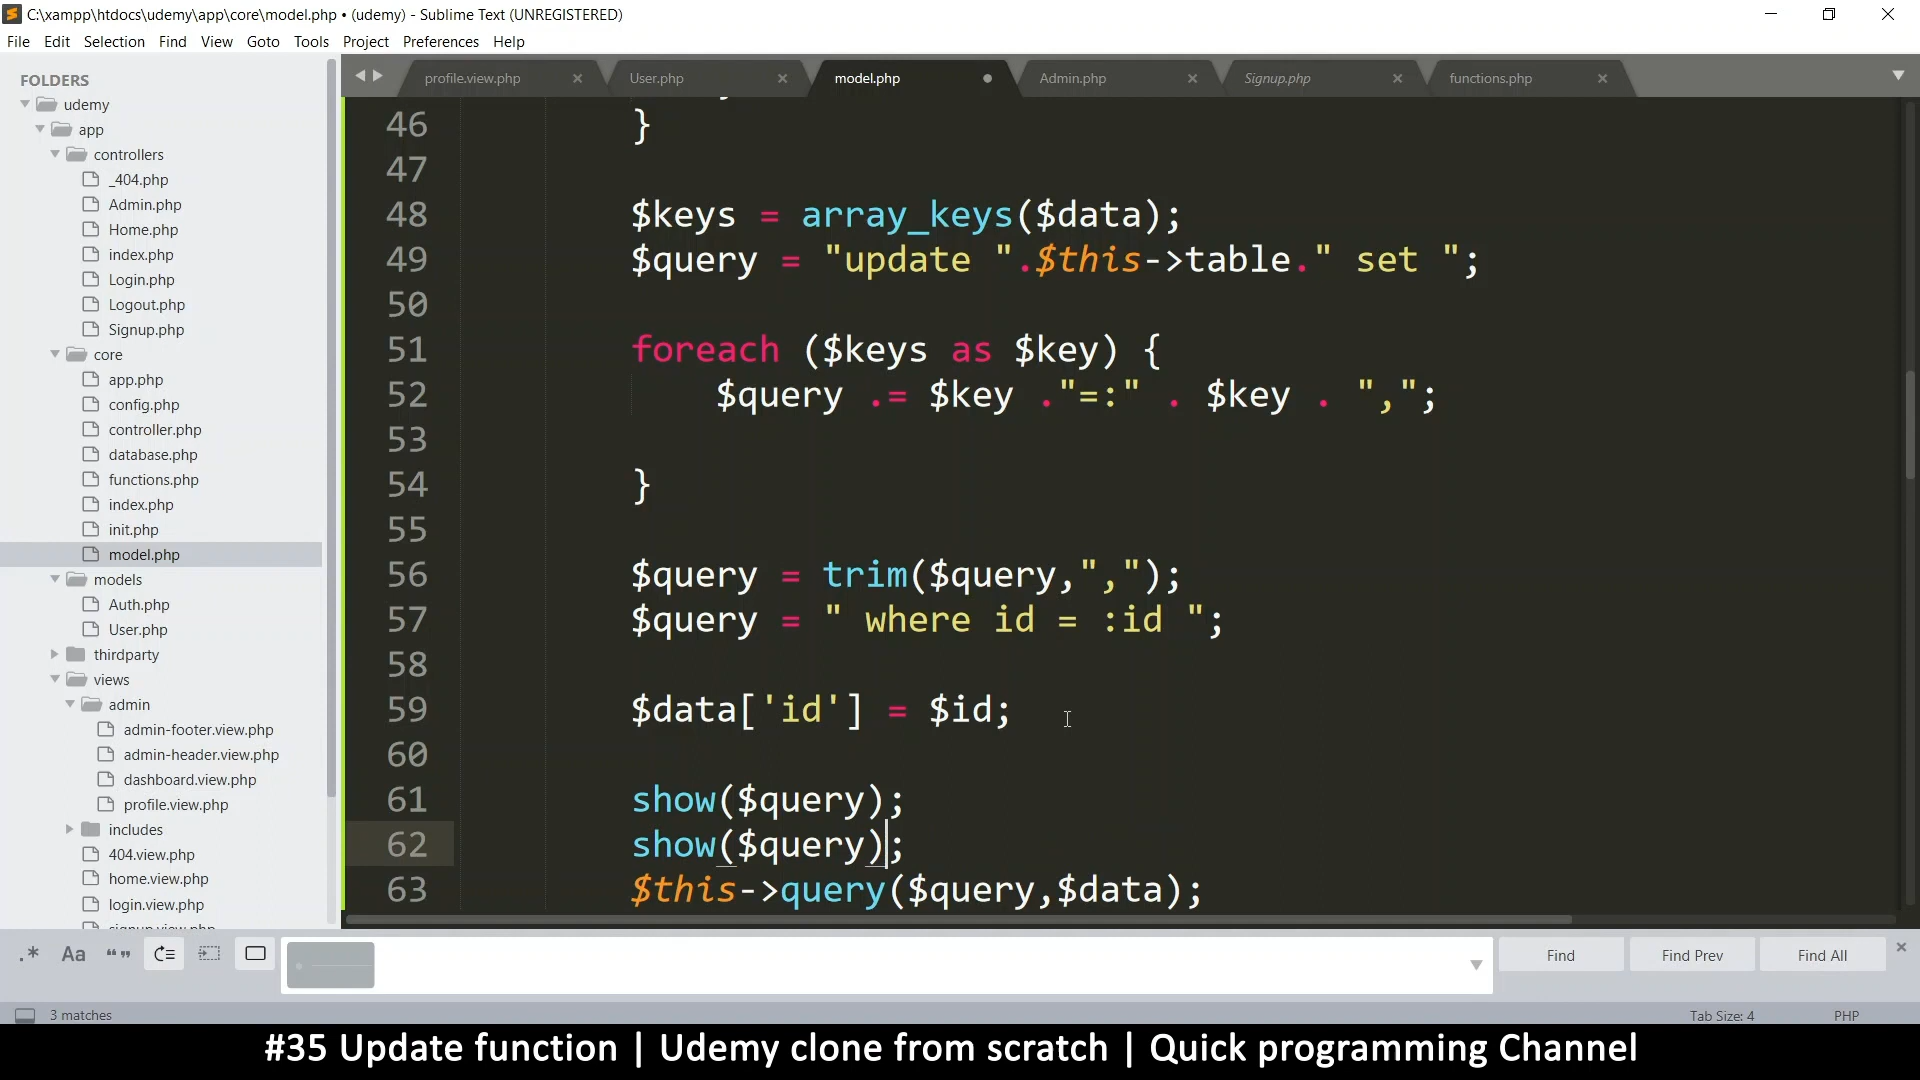 C:\xampp\htdocs\udemy\app\core\model.php • (udemy) - Sublime Text (UNREGISTERED)
File Edit Selection Find View Goto Tools Project Preferences Help
FOLDERS
udemy
app
controllers
_404.php
Admin.php
Home.php
index.php
Login.php
Logout.php
Signup.php
core
app.php
config.php
controller.php
database.php
functions.php
index.php
init.php
model.php
models
Auth.php
User.php
thirdparty
views
admin
admin-footer.view.php
admin-header.view.php
dashboard.view.php
profile.view.php
includes
404.view.php
home.view.php
login.view.php
signup.view.php
profile.view.php User.php model.php Admin.php Signup.php functions.php
46 }
47
48 $keys = array_keys($data);
49 $query = "update ".$this->table." set ";
50
51 foreach ($keys as $key) {
52 $query .= $key ."=:" . $key . ",";
53
54 }
55
56 $query = trim($query,",");
57 $query = " where id = :id ";
58
59 $data['id'] = $id;
60
61 show($query);
62 show($query);
63 $this->query($query,$data);
.* Aa “” Find Find Prev Find All
3 matches Tab Size: 4 PHP
#35 Update function | Udemy clone from scratch | Quick programming Channel